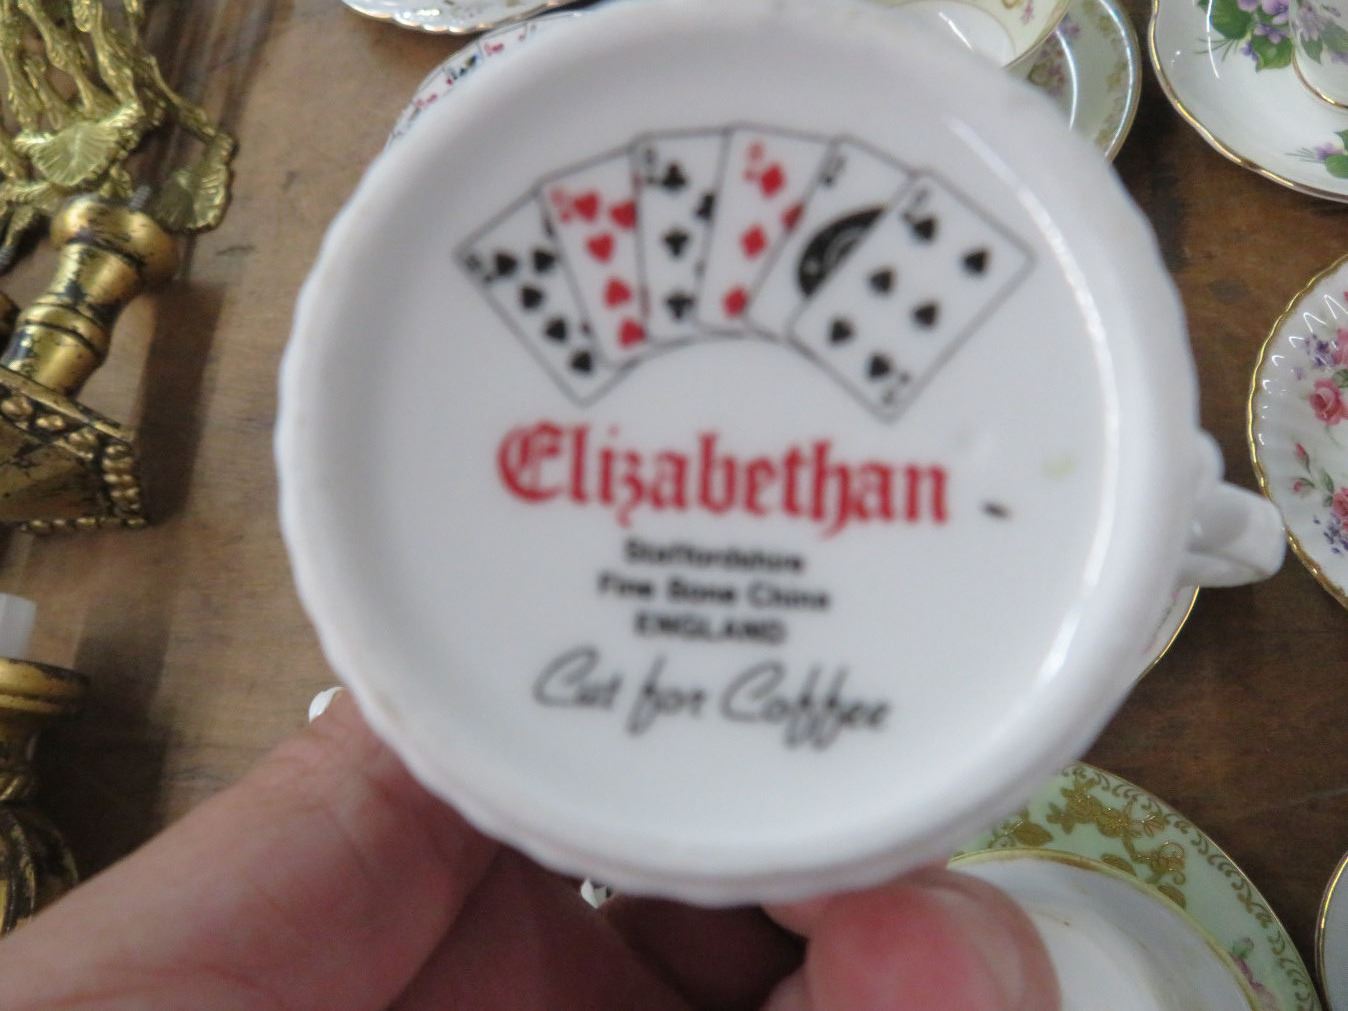 Elizabethan
Staffordshire
Fine Bone China
ENGLAND
Cut for Coffee